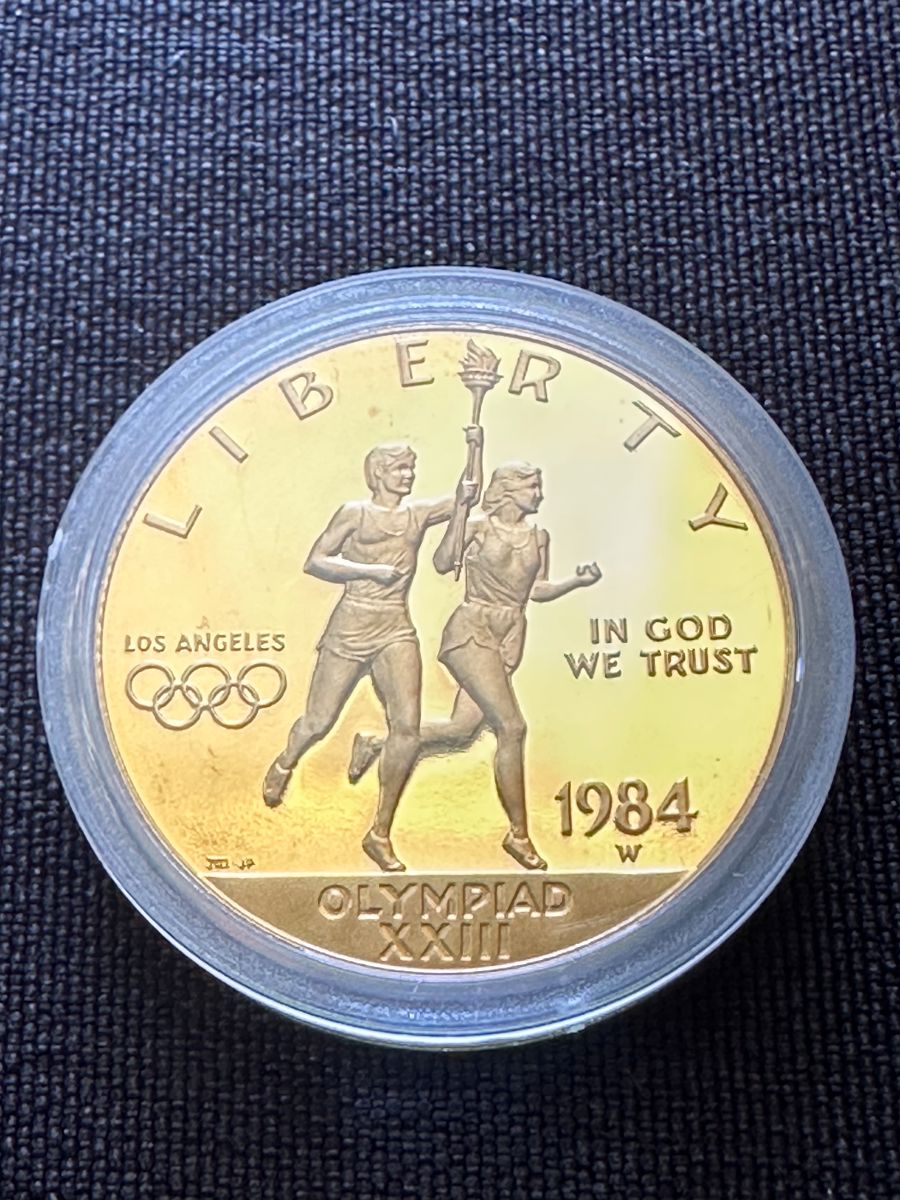 LIBERTY
LOS ANGELES
IN GOD
WE TRUST
1984
W
OLYMPIAD
XXIII